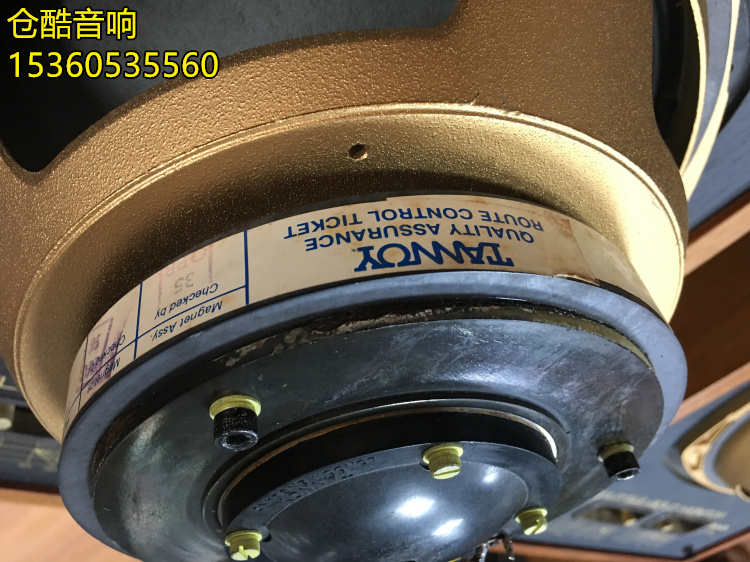 仓酷音响
15360535560
TANNOY
QUALITY ASSURANCE
ROUTE CONTROL TICKET
Magnet Assy.
Checked by
35